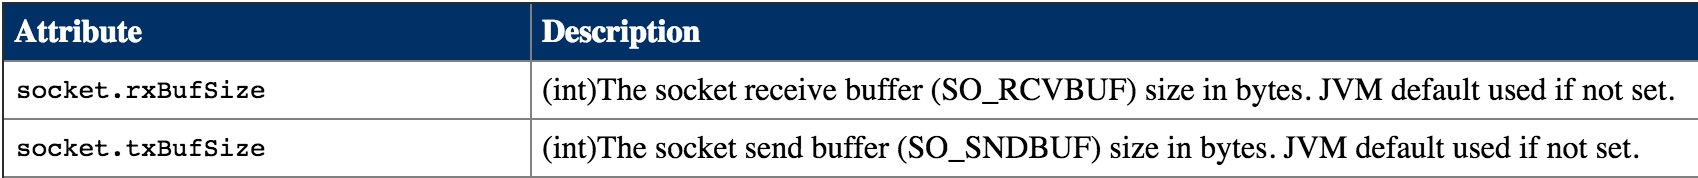 Attribute Description
socket.rxBufSize (int)The socket receive buffer (SO_RCVBUF) size in bytes. JVM default used if not set.
socket.txBufSize (int)The socket send buffer (SO_SNDBUF) size in bytes. JVM default used if not set.